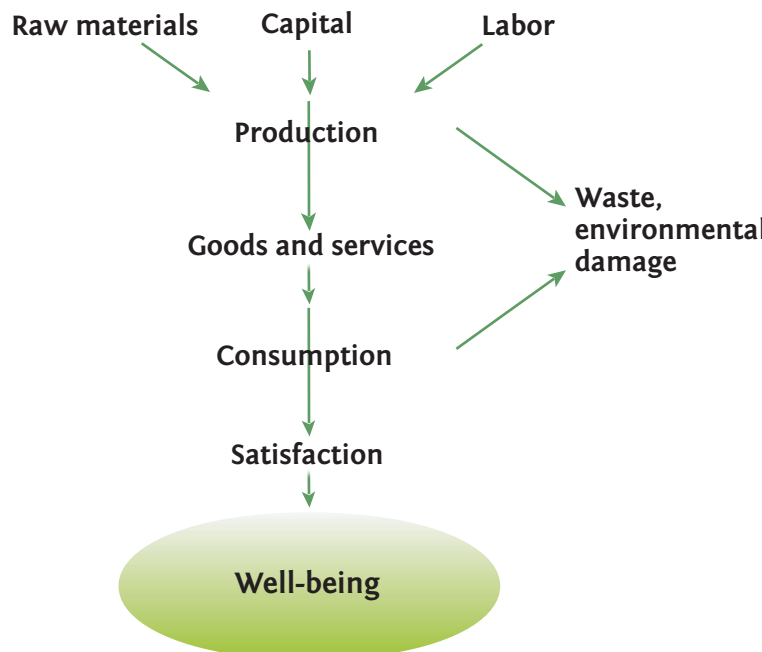 Raw materials
Capital
Labor
Production
Waste,
environmental
damage
Goods and services
Consumption
Satisfaction
Well-being